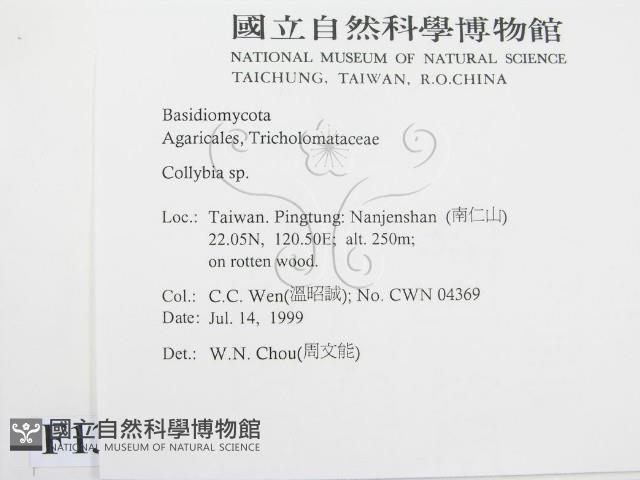 國立自然科學博物館
NATIONAL MUSEUM OF NATURAL SCIENCE
TAICHUNG, TAIWAN, R.O.CHINA
Basidiomycota
Agaricales, Tricholomataceae
Collybia sp.
Loc.: Taiwan. Pingtung: Nanjenshan (南仁山)
22.05N, 120.50E; alt. 250m;
on rotten wood.
Col.: C.C. Wen(溫昭誠); No. CWN 04369
Date: Jul. 14, 1999
Det.: W.N. Chou(周文能)
國立自然科學博物館
NATIONAL MUSEUM OF NATURAL SCIENCE